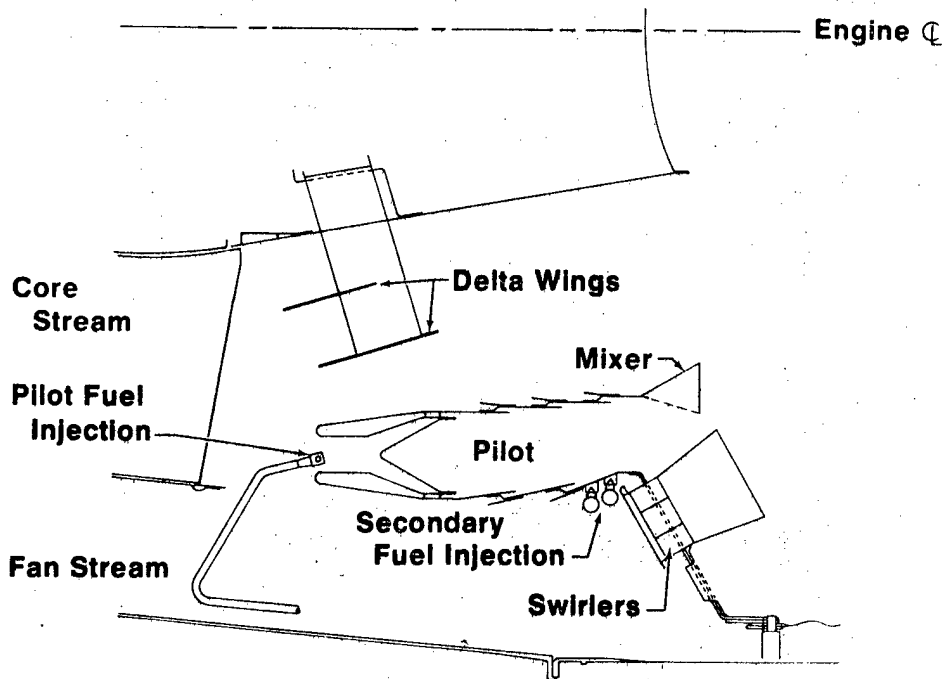 Engine ℄
Delta Wings
Core
Stream
Mixer
Pilot Fuel
Injection
Pilot
Secondary
Fuel Injection
Fan Stream
Swirlers